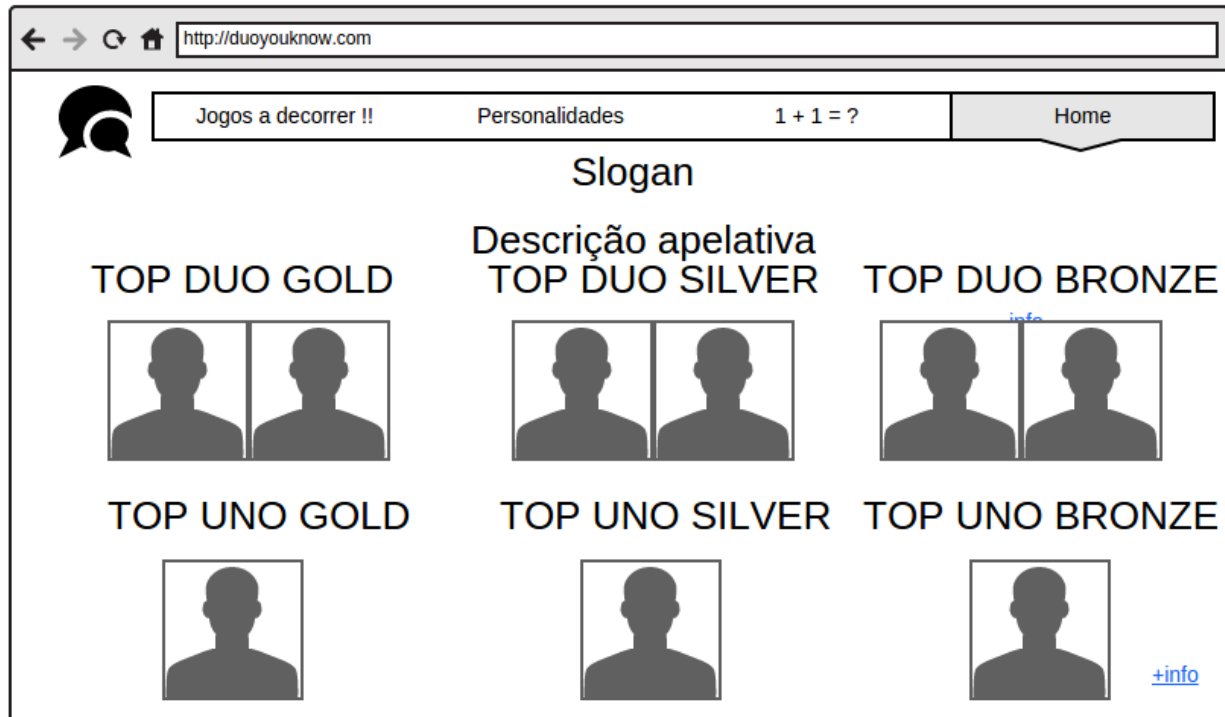 http://duoyouknow.com
Jogos a decorrer !! Personalidades 1 + 1 = ? Home
Slogan
Descrição apelativa
TOP DUO GOLD TOP DUO SILVER TOP DUO BRONZE
info
TOP UNO GOLD TOP UNO SILVER TOP UNO BRONZE
+info